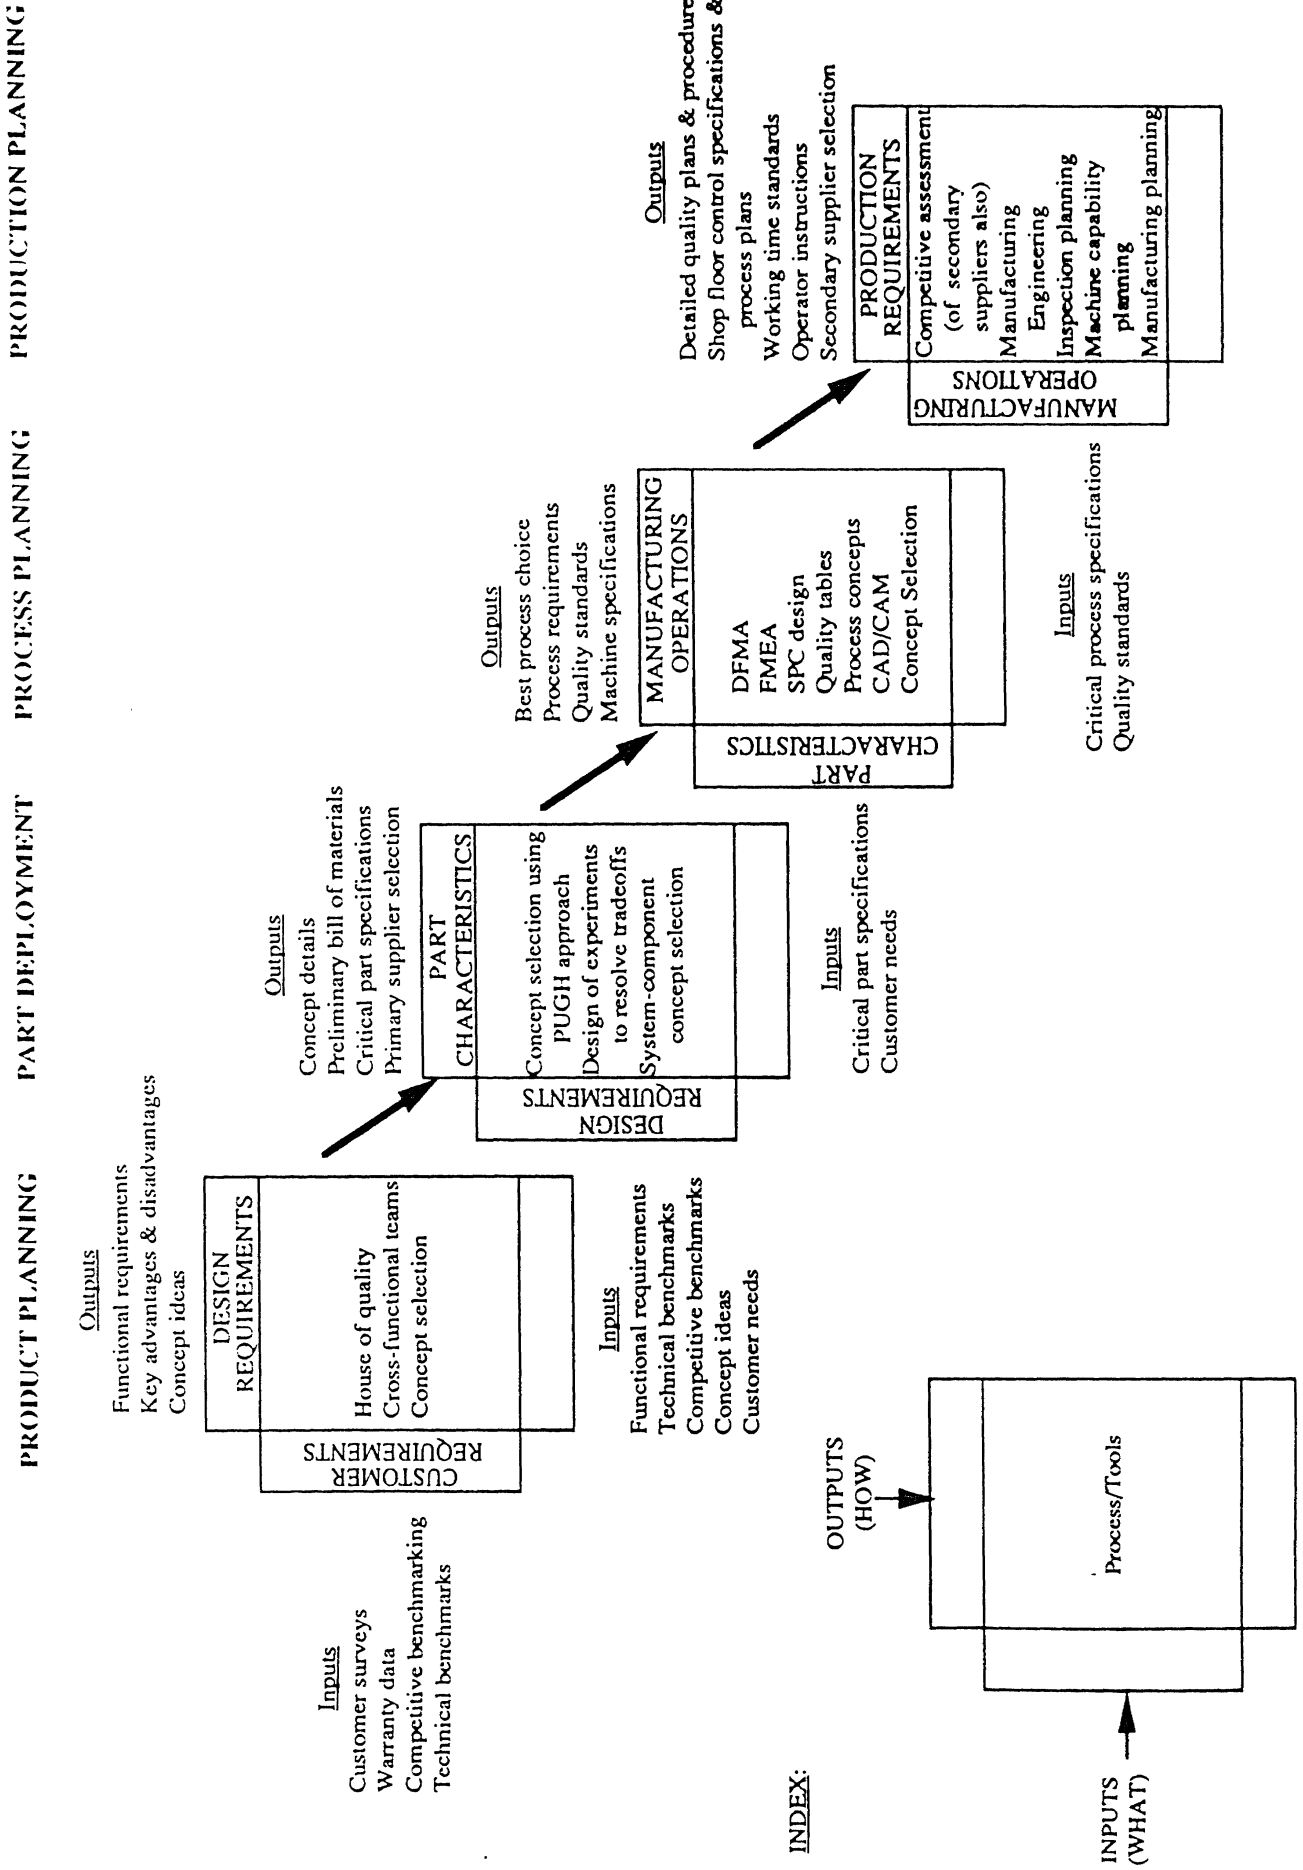 PRODUCT PLANNING
PART DEPLOYMENT
PROCESS PLANNING
PRODUCTION PLANNING
Outputs
Functional requirements
Key advantages & disadvantages
Concept ideas
DESIGN
REQUIREMENTS
CUSTOMER
REQUIREMENTS
House of quality
Cross-functional teams
Concept selection
Inputs
Customer surveys
Warranty data
Competitive benchmarking
Technical benchmarks
Inputs
Functional requirements
Technical benchmarks
Competitive benchmarks
Concept ideas
Customer needs
Outputs
Concept details
Preliminary bill of materials
Critical part specifications
Primary supplier selection
PART
CHARACTERISTICS
DESIGN
REQUIREMENTS
Concept selection using
PUGH approach
Design of experiments
to resolve tradeoffs
System-component
concept selection
Inputs
Critical part specifications
Customer needs
Outputs
Best process choice
Process requirements
Quality standards
Machine specifications
MANUFACTURING
OPERATIONS
PART
CHARACTERISTICS
DFMA
FMEA
SPC design
Quality tables
Process concepts
CAD/CAM
Concept Selection
Inputs
Critical process specifications
Quality standards
Outputs
Detailed quality plans & procedure
Shop floor control specifications &
process plans
Working time standards
Operator instructions
Secondary supplier selection
PRODUCTION
REQUIREMENTS
MANUFACTURING
OPERATIONS
Competitive assessment
(of secondary
suppliers also)
Manufacturing
Engineering
Inspection planning
Machine capability
planning
Manufacturing planning
INDEX:
INPUTS
(WHAT)
OUTPUTS
(HOW)
Process/Tools